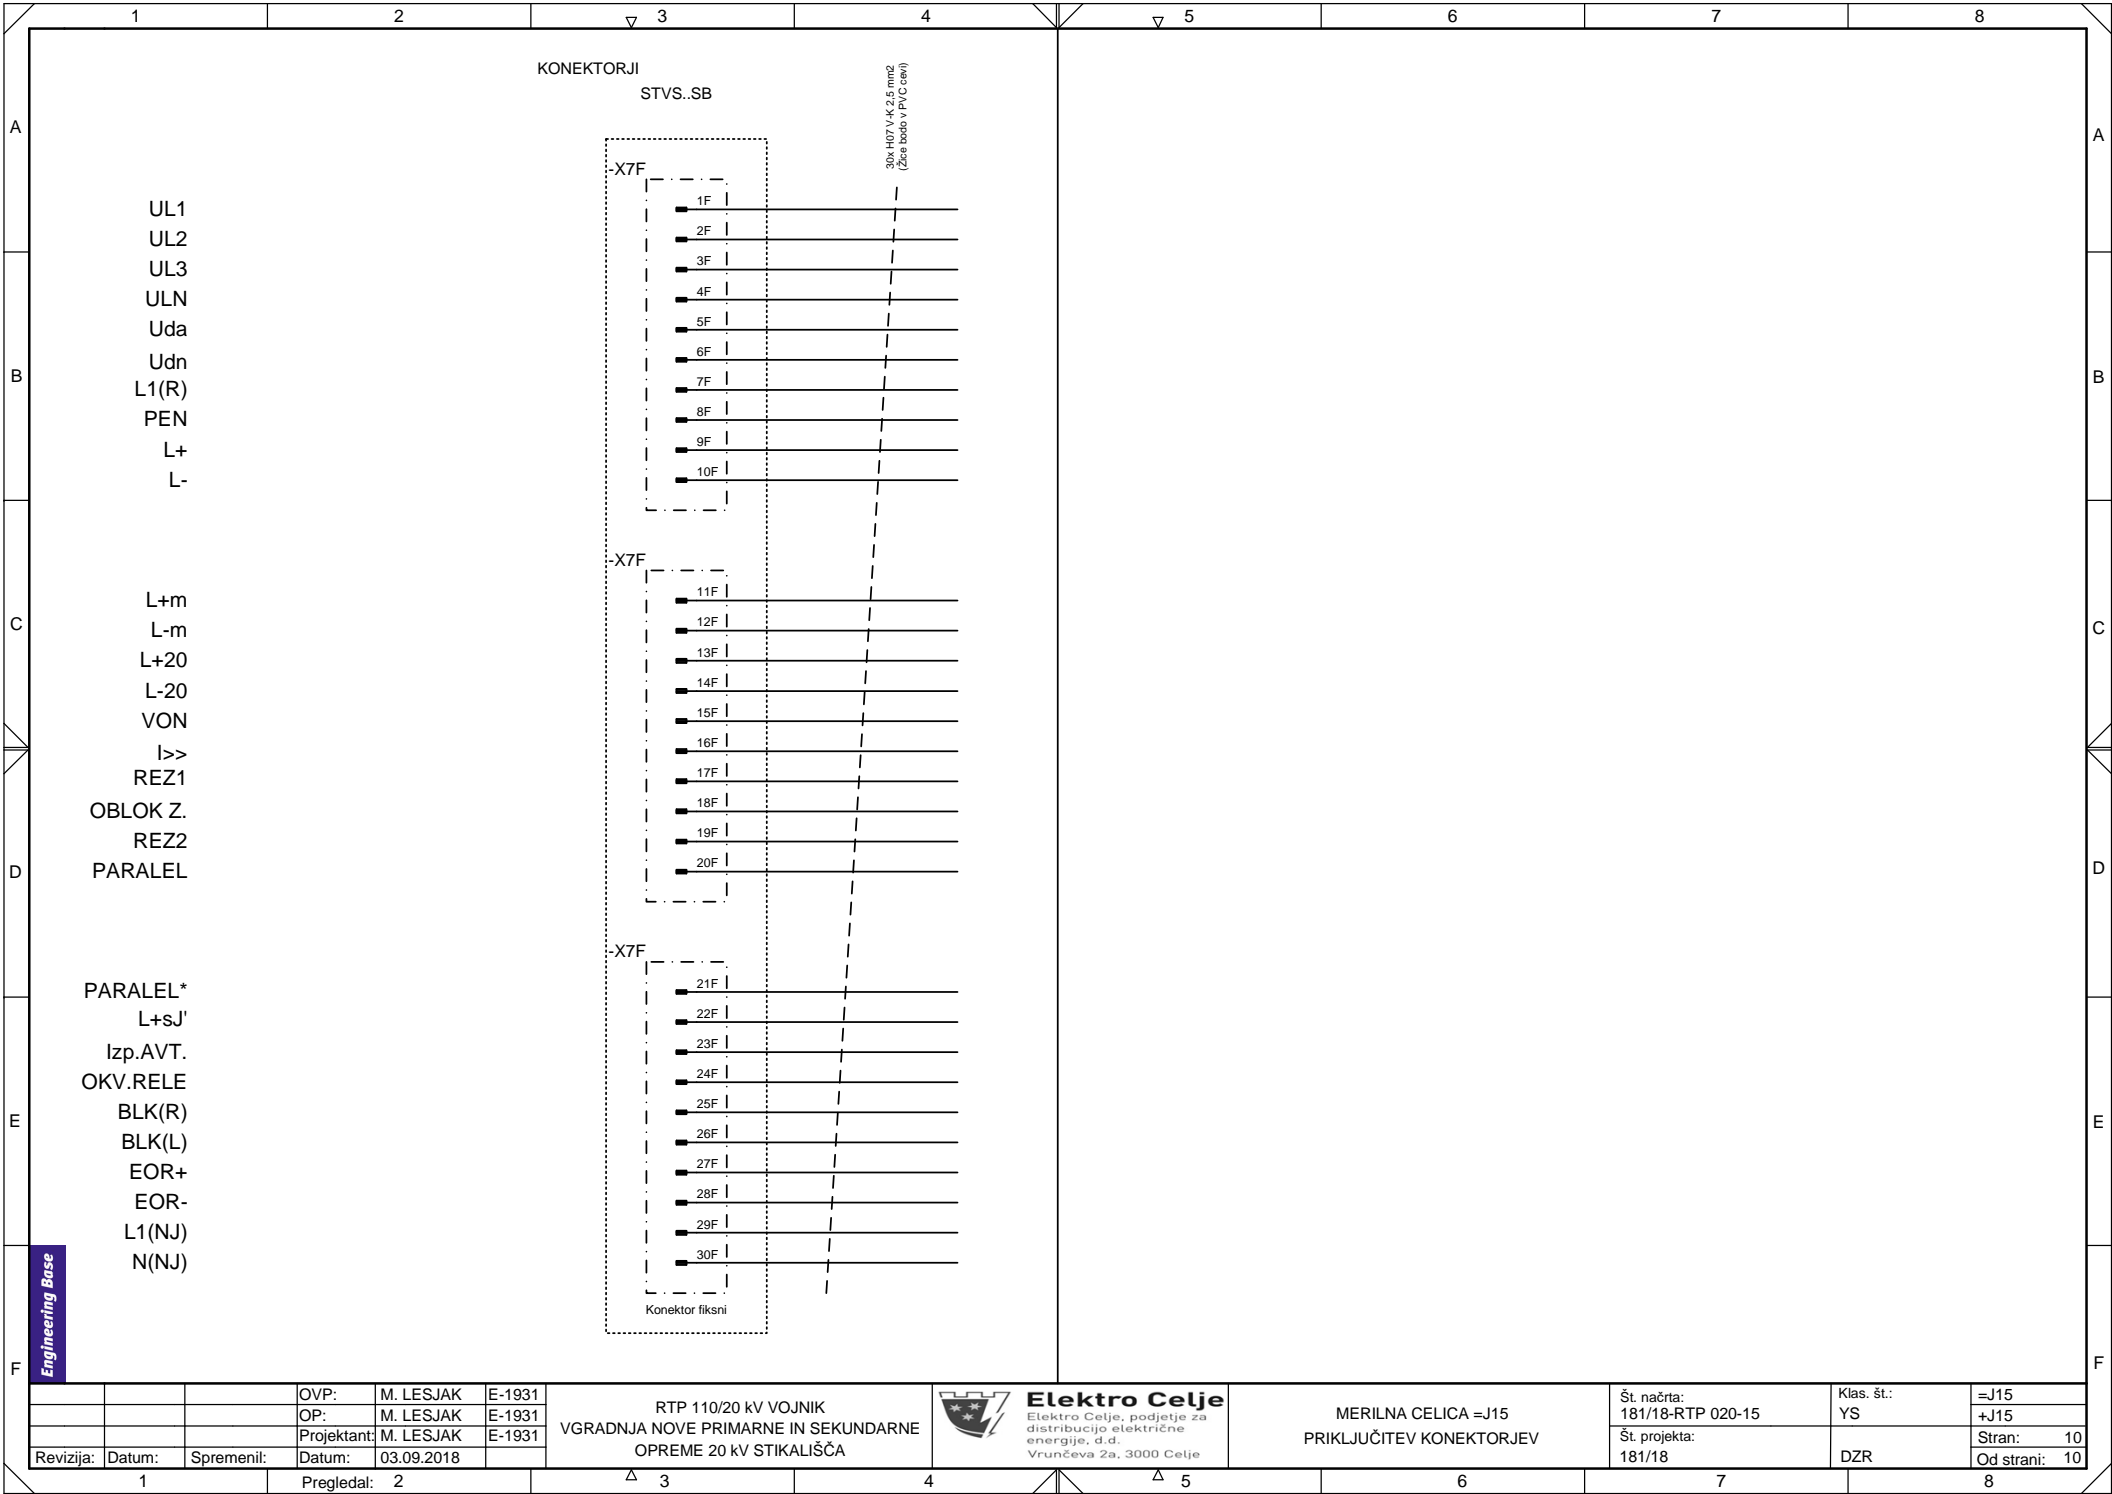 1 2 3 4 5 6 7 8
KONEKTORJI
STVS..SB
30x H07 V-K 2,5 mm2
(Žice bodo v PVC cevi)
A A
-X7F
UL1 1F
UL2 2F
UL3 3F
ULN 4F
Uda 5F
Udn 6F
B B
L1(R) 7F
PEN 8F
L+ 9F
L- 10F
-X7F
L+m 11F
C C
L-m 12F
L+20 13F
L-20 14F
VON 15F
I>> 16F
REZ1 17F
OBLOK Z. 18F
REZ2 19F
D D
PARALEL 20F
-X7F
PARALEL* 21F
L+sJ' 22F
Izp.AVT. 23F
OKV.RELE 24F
BLK(R) 25F
E E
BLK(L) 26F
EOR+ 27F
EOR- 28F
L1(NJ) 29F
N(NJ) 30F
Konektor fiksni
Engineering Base
F F
OVP: M. LESJAK E-1931
OP: M. LESJAK E-1931
Projektant: M. LESJAK E-1931
Revizija: Datum: Spremenil: Datum: 03.09.2018
RTP 110/20 kV VOJNIK
VGRADNJA NOVE PRIMARNE IN SEKUNDARNE
OPREME 20 kV STIKALIŠČA
Elektro Celje
Elektro Celje, podjetje za
distribucijo električne
energije, d.d.
Vrunčeva 2a, 3000 Celje
MERILNA CELICA =J15
PRIKLJUČITEV KONEKTORJEV
Št. načrta:
181/18-RTP 020-15
Št. projekta:
181/18
Klas. št.:
YS
DZR
=J15
+J15
Stran: 10
Od strani: 10
1 Pregledal: 2 3 4 5 6 7 8